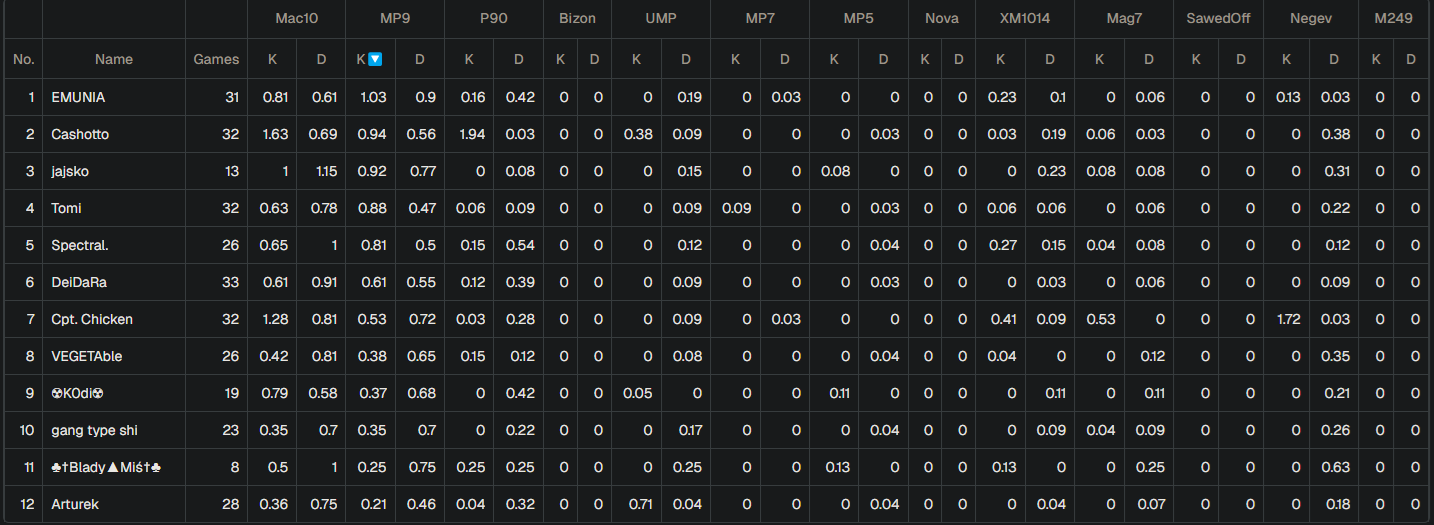 Mac10 MP9 P90 Bizon UMP MP7 MP5 Nova XM1014 Mag7 SawedOff Negev M249
No. Name Games K D K D K D K D K D K D K D K D K D K D K D K D K D
1 EMUNIA 31 0.81 0.61 1.03 0.9 0.16 0.42 0 0 0 0.19 0 0.03 0 0 0 0 0.23 0.1 0 0.06 0 0 0.13 0.03 0 0
2 Cashotto 32 1.63 0.69 0.94 0.56 1.94 0.03 0 0 0.38 0.09 0 0 0 0.03 0 0 0.03 0.19 0.06 0.03 0 0 0 0.38 0 0
3 jajsko 13 1 1.15 0.92 0.77 0 0.08 0 0 0 0.15 0 0 0.08 0 0 0 0 0.23 0.08 0.08 0 0 0 0.31 0 0
4 Tomi 32 0.63 0.78 0.88 0.47 0.06 0.09 0 0 0 0.09 0.09 0 0 0.03 0 0 0.06 0.06 0 0.06 0 0 0 0.22 0 0
5 Spectral. 26 0.65 1 0.81 0.5 0.15 0.54 0 0 0 0.12 0 0 0 0.04 0 0 0.27 0.15 0.04 0.08 0 0 0 0.12 0 0
6 DeiDaRa 33 0.61 0.91 0.61 0.55 0.12 0.39 0 0 0 0.09 0 0 0 0.03 0 0 0 0.03 0 0.06 0 0 0 0.09 0 0
7 Cpt. Chicken 32 1.28 0.81 0.53 0.72 0.03 0.28 0 0 0 0.09 0 0.03 0 0 0 0 0.41 0.09 0.53 0 0 0 1.72 0.03 0 0
8 VEGETAble 26 0.42 0.81 0.38 0.65 0.15 0.12 0 0 0 0.08 0 0 0 0.04 0 0 0.04 0 0 0.12 0 0 0 0.35 0 0
9 ☢K0di☢ 19 0.79 0.58 0.37 0.68 0 0.42 0 0 0.05 0 0 0 0.11 0 0 0 0 0.11 0 0.11 0 0 0 0.21 0 0
10 gang type shi 23 0.35 0.7 0.35 0.7 0 0.22 0 0 0 0.17 0 0 0 0.04 0 0 0 0.09 0.04 0.09 0 0 0 0.26 0 0
11 ♣†Blady▲Miś†♣ 8 0.5 1 0.25 0.75 0.25 0.25 0 0 0 0.25 0 0 0.13 0 0 0 0.13 0 0 0.25 0 0 0 0.63 0 0
12 Arturek 28 0.36 0.75 0.21 0.46 0.04 0.32 0 0 0.71 0.04 0 0 0 0.04 0 0 0 0.04 0 0.07 0 0 0 0.18 0 0